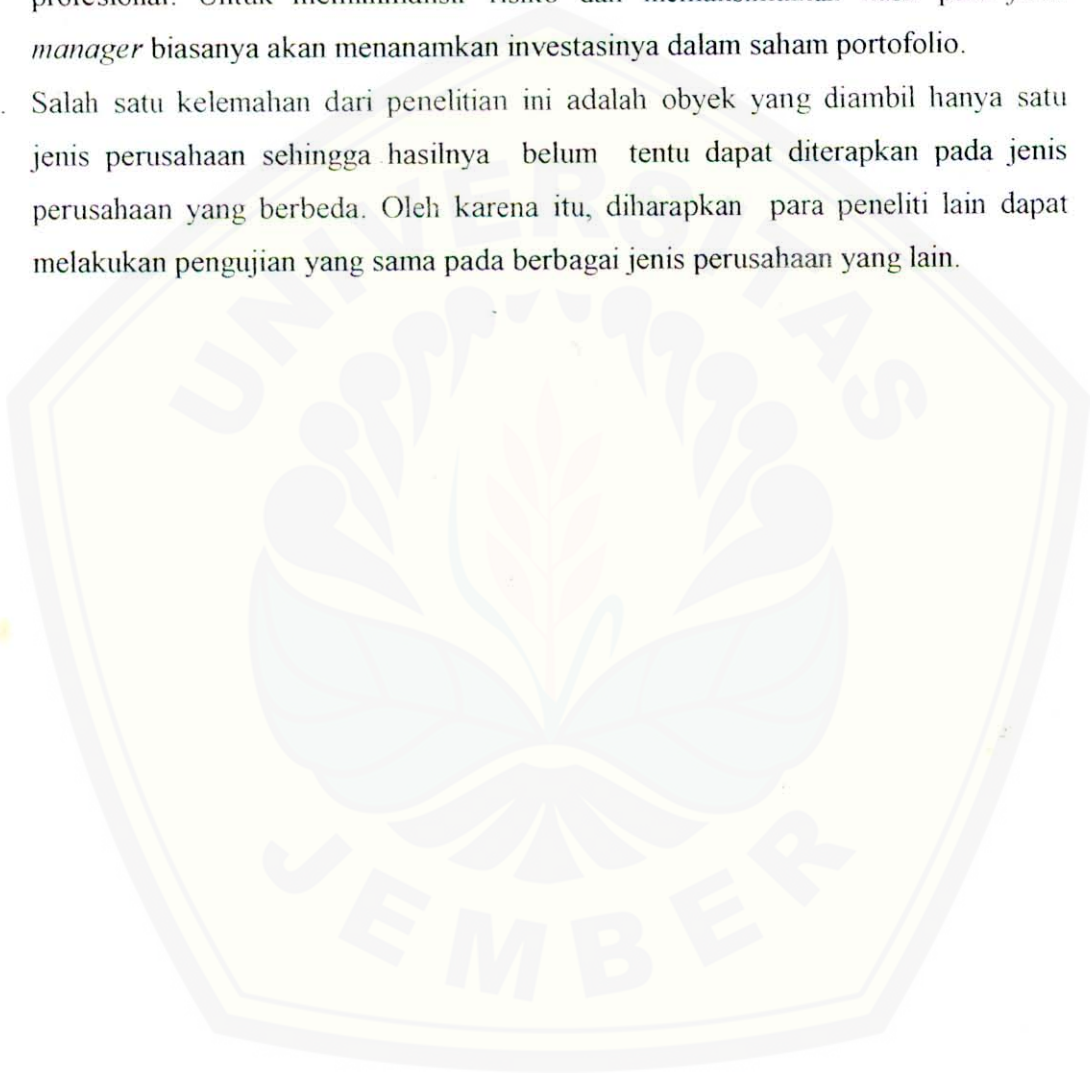 manager biasanya akan menanamkan investasinya dalam saham portofolio.
. Salah satu kelemahan dari penelitian ini adalah obyek yang diambil hanya satu
jenis perusahaan sehingga hasilnya belum tentu dapat diterapkan pada jenis
perusahaan yang berbeda. Oleh karena itu, diharapkan para peneliti lain dapat
melakukan pengujian yang sama pada berbagai jenis perusahaan yang lain.
UNIVERSITAS
JEMBER